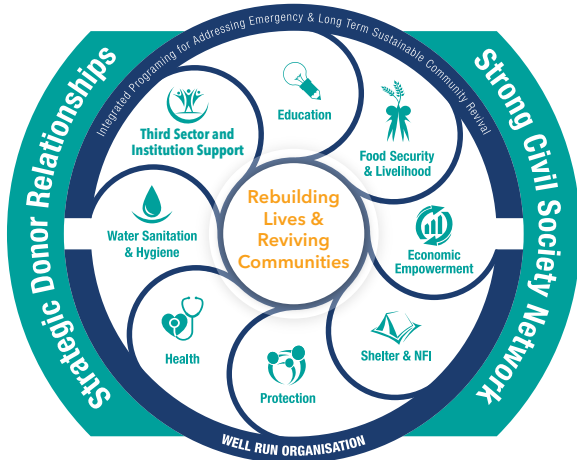 Integrated Programing for Addressing Emergency & Long Term Sustainable Community Revival
Strategic Donor Relationships
Strong Civil Society Network
Education
Food Security
& Livelihood
Economic
Empowerment
Shelter & NFI
Protection
Health
Water Sanitation
& Hygiene
Third Sector and
Institution Support
Rebuilding
Lives &
Reviving
Communities
WELL RUN ORGANISATION